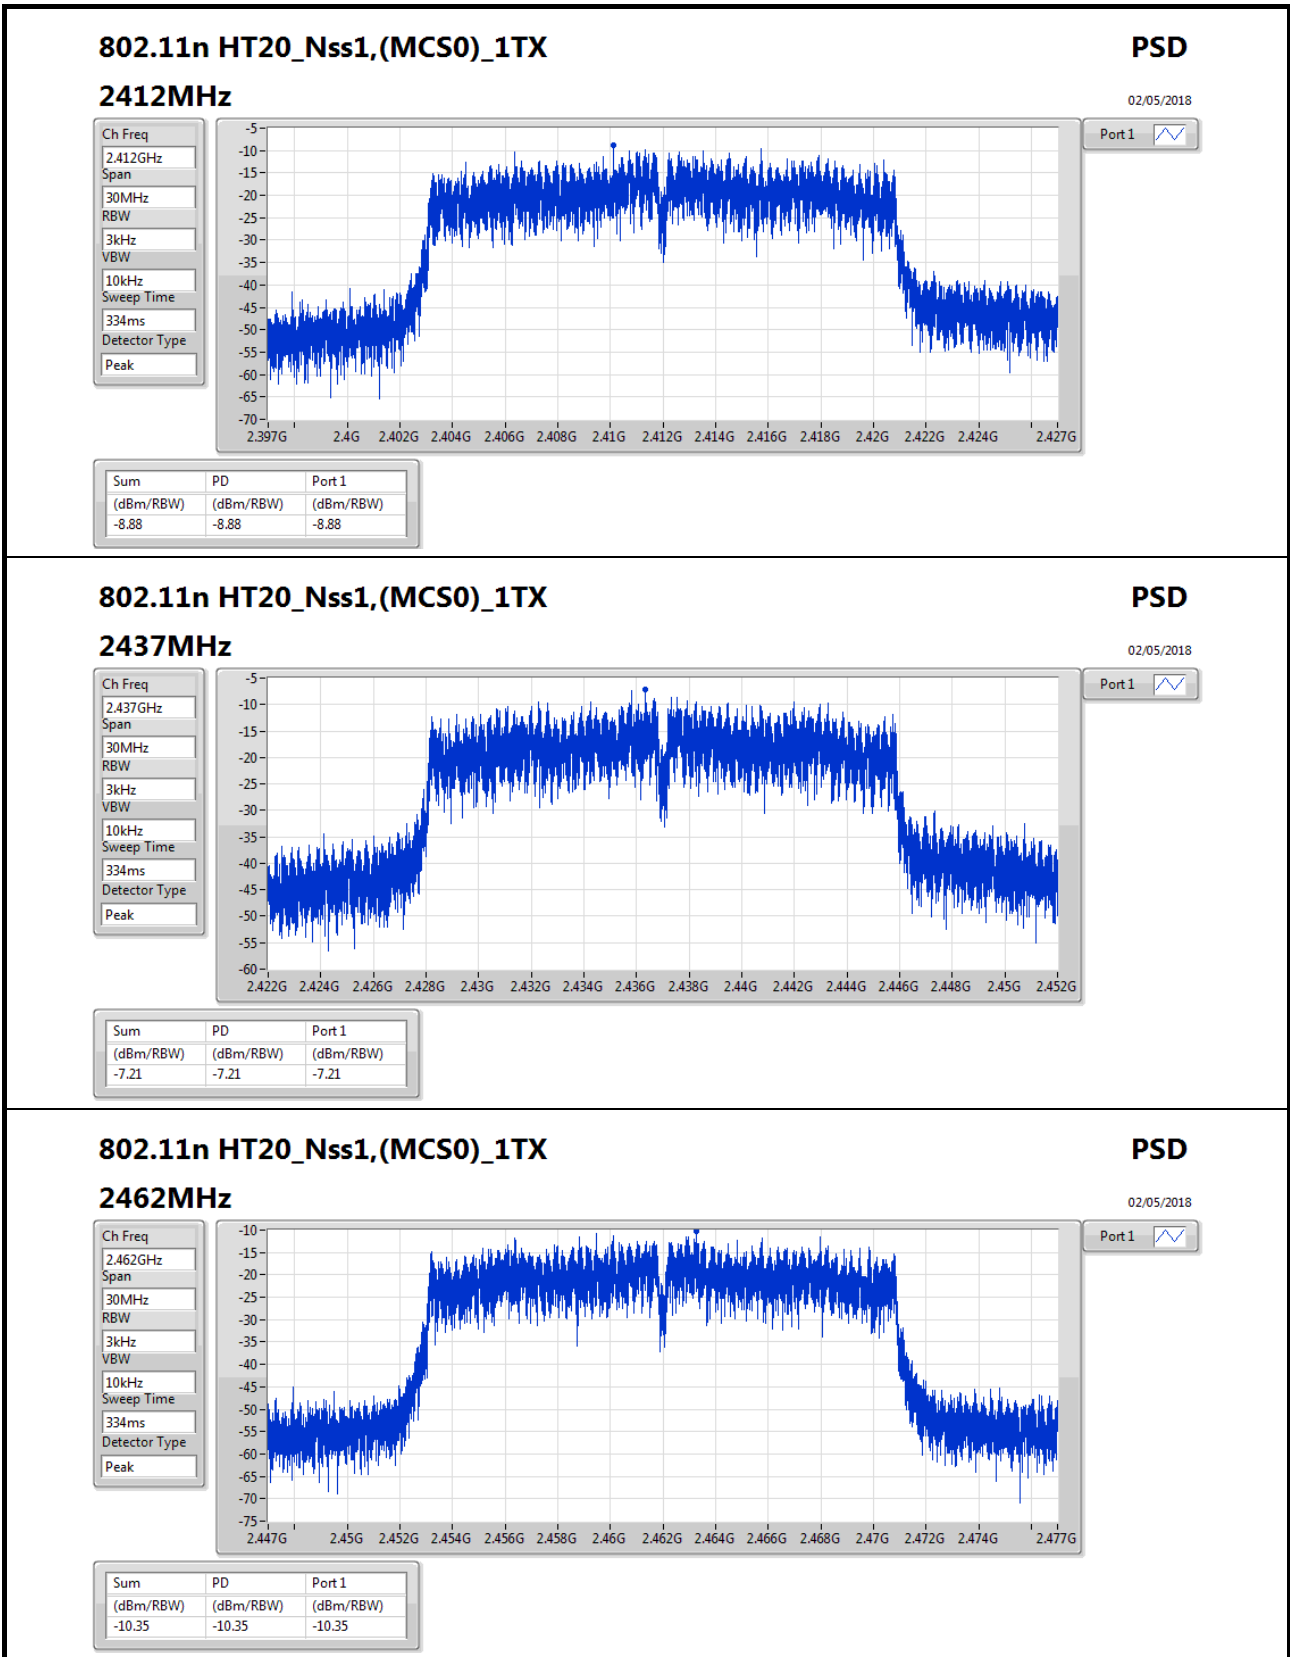 802.11n HT20_Nss1,(MCS0)_1TX PSD
2412MHz 02/05/2018
Ch Freq
2.412GHz
Span
30MHz
RBW
3kHz
VBW
10kHz
Sweep Time
334ms
Detector Type
Peak
-5
-10
-15
-20
-25
-30
-35
-40
-45
-50
-55
-60
-65
-70
2.397G 2.4G 2.402G 2.404G 2.406G 2.408G 2.41G 2.412G 2.414G 2.416G 2.418G 2.42G 2.422G 2.424G 2.427G
Port 1
Sum PD Port 1
(dBm/RBW) (dBm/RBW) (dBm/RBW)
-8.88 -8.88 -8.88
802.11n HT20_Nss1,(MCS0)_1TX PSD
2437MHz 02/05/2018
Ch Freq
2.437GHz
Span
30MHz
RBW
3kHz
VBW
10kHz
Sweep Time
334ms
Detector Type
Peak
-5
-10
-15
-20
-25
-30
-35
-40
-45
-50
-55
-60
2.422G 2.424G 2.426G 2.428G 2.43G 2.432G 2.434G 2.436G 2.438G 2.44G 2.442G 2.444G 2.446G 2.448G 2.45G 2.452G
Port 1
Sum PD Port 1
(dBm/RBW) (dBm/RBW) (dBm/RBW)
-7.21 -7.21 -7.21
802.11n HT20_Nss1,(MCS0)_1TX PSD
2462MHz 02/05/2018
Ch Freq
2.462GHz
Span
30MHz
RBW
3kHz
VBW
10kHz
Sweep Time
334ms
Detector Type
Peak
-10
-15
-20
-25
-30
-35
-40
-45
-50
-55
-60
-65
-70
-75
2.447G 2.45G 2.452G 2.454G 2.456G 2.458G 2.46G 2.462G 2.464G 2.466G 2.468G 2.47G 2.472G 2.474G 2.477G
Port 1
Sum PD Port 1
(dBm/RBW) (dBm/RBW) (dBm/RBW)
-10.35 -10.35 -10.35